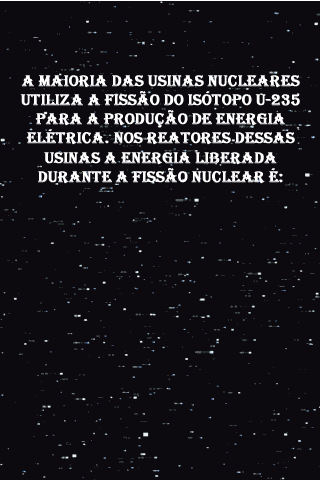 A MAIORIA DAS USINAS NUCLEARES
UTILIZA A FISSÃO DO ISÓTOPO U-235
PARA A PRODUÇÃO DE ENERGIA
ELÉTRICA. NOS REATORES DESSAS
USINAS A ENERGIA LIBERADA
DURANTE A FISSÃO NUCLEAR É: